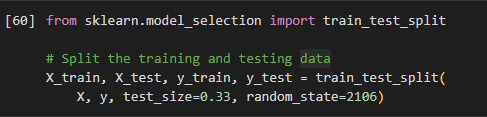 [60] from sklearn.model_selection import train_test_split
# Split the training and testing data
X_train, X_test, y_train, y_test = train_test_split(
X, y, test_size=0.33, random_state=2106)